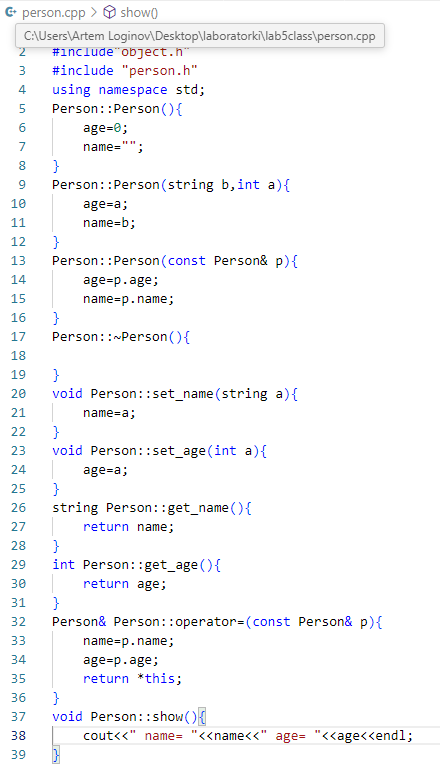 person.cpp > show()
C:\Users\Artem Loginov\Desktop\laboratorki\lab5class\person.cpp
2 #include"object.h"
3 #include "person.h"
4 using namespace std;
5 Person::Person(){
6 age=0;
7 name="";
8 }
9 Person::Person(string b,int a){
10 age=a;
11 name=b;
12 }
13 Person::Person(const Person& p){
14 age=p.age;
15 name=p.name;
16 }
17 Person::~Person(){
18
19 }
20 void Person::set_name(string a){
21 name=a;
22 }
23 void Person::set_age(int a){
24 age=a;
25 }
26 string Person::get_name(){
27 return name;
28 }
29 int Person::get_age(){
30 return age;
31 }
32 Person& Person::operator=(const Person& p){
33 name=p.name;
34 age=p.age;
35 return *this;
36 }
37 void Person::show(){
38 cout<<" name= "<<name<<" age= "<<age<<endl;
39 }